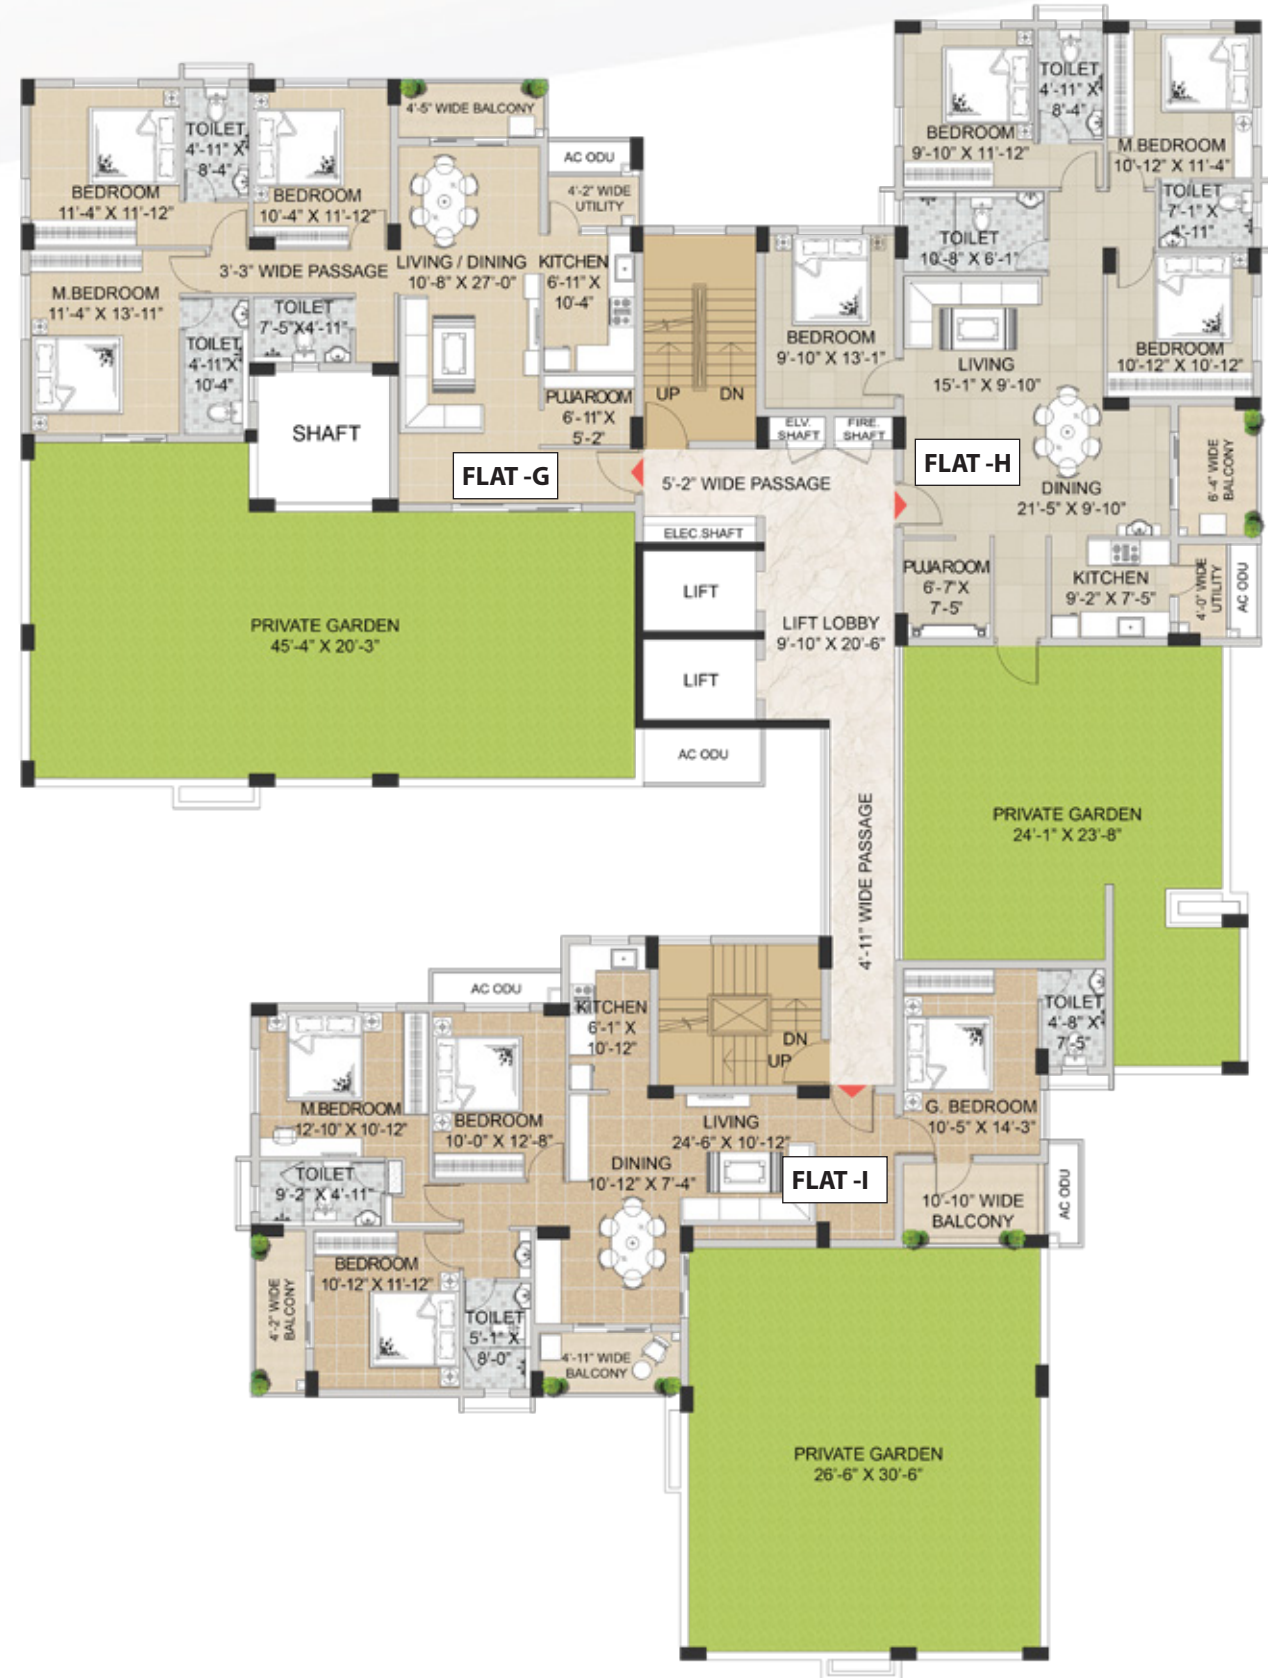 TOILET
4'-11" X
8'-4"
BEDROOM
11'-4" X 11'-12"
BEDROOM
10'-4" X 11'-12"
4'-5" WIDE BALCONY
AC ODU
4'-2" WIDE
UTILITY
3'-3" WIDE PASSAGE
LIVING / DINING
10'-8" X 27'-0"
KITCHEN
6'-11" X
10'-4"
M.BEDROOM
11'-4" X 13'-11"
TOILET
7'-5"X4'-11"
TOILET
4'-11"X
10'-4"
SHAFT
PUJAROOM
6'-11" X
5'-2"
FLAT -G
UP
DN
PRIVATE GARDEN
45'-4" X 20'-3"
BEDROOM
9'-10" X 11'-12"
TOILET
4'-11" X
8'-4"
M.BEDROOM
10'-12" X 11'-4"
TOILET
7'-1" X
4'-11"
TOILET
10'-8" X 6'-1"
BEDROOM
9'-10" X 13'-1"
LIVING
15'-1" X 9'-10"
BEDROOM
10'-12" X 10'-12"
ELV.
SHAFT
FIRE.
SHAFT
FLAT -H
6'-4" WIDE
BALCONY
DINING
21'-5" X 9'-10"
5'-2" WIDE PASSAGE
ELEC.SHAFT
LIFT
LIFT
LIFT LOBBY
9'-10" X 20'-6"
PUJAROOM
6'-7" X
7'-5"
KITCHEN
9'-2" X 7'-5"
4'-0" WIDE
UTILITY
AC ODU
AC ODU
PRIVATE GARDEN
24'-1" X 23'-8"
4'-11" WIDE PASSAGE
AC ODU
KITCHEN
6'-1" X
10'-12"
DN
UP
TOILET
4'-8" X
7'-5"
M.BEDROOM
12'-10" X 10'-12"
BEDROOM
10'-0" X 12'-8"
LIVING
24'-6" X 10'-12"
G. BEDROOM
10'-5" X 14'-3"
DINING
10'-12" X 7'-4"
FLAT -I
TOILET
9'-2" X 4'-11"
10'-10" WIDE
BALCONY
AC ODU
BEDROOM
10'-12" X 11'-12"
4'-2" WIDE
BALCONY
TOILET
5'-1" X
8'-0"
4'-11" WIDE
BALCONY
PRIVATE GARDEN
26'-6" X 30'-6"